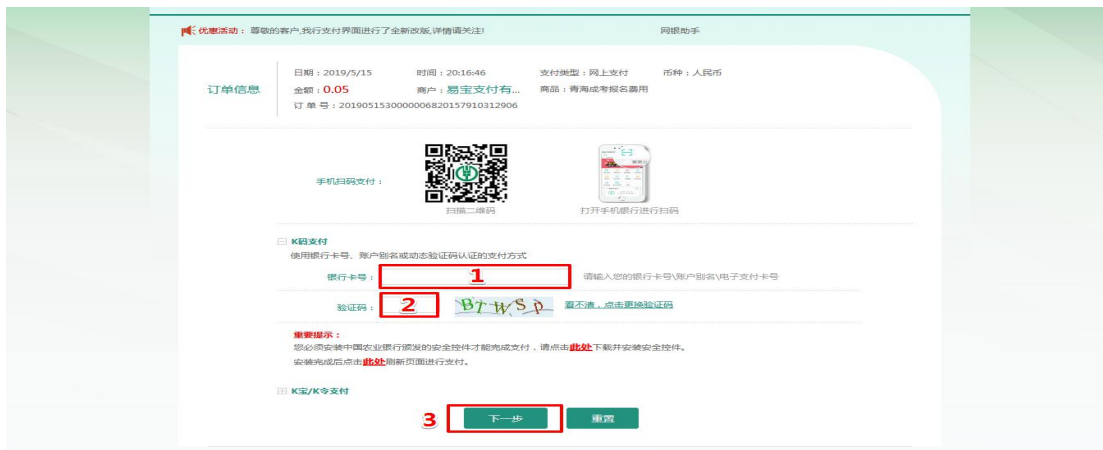 优惠活动：尊敬的客户,我行支付界面进行了全新改版,详情请关注! 网银助手
订单信息
日期：2019/5/15 时间：20:16:46 支付类型：网上支付 币种：人民币
金额：0.05 商户：易宝支付有... 商品：青海成考报名费用
订 单 号：2019051530000006820157910312906
手机扫码支付：
扫描二维码 打开手机银行进行扫码
K码支付
使用银行卡号、账户别名或动态验证码认证的支付方式
银行卡号： 1 请输入您的银行卡号\账户别名\电子支付卡号
验证码： 2 BTWSP 看不清，点击更换验证码
重要提示：
您必须安装中国农业银行颁发的安全控件才能完成支付，请点击此处下载并安装安全控件。
安装完成后点击此处刷新页面进行支付。
K宝/K令支付
3 下一步 重置